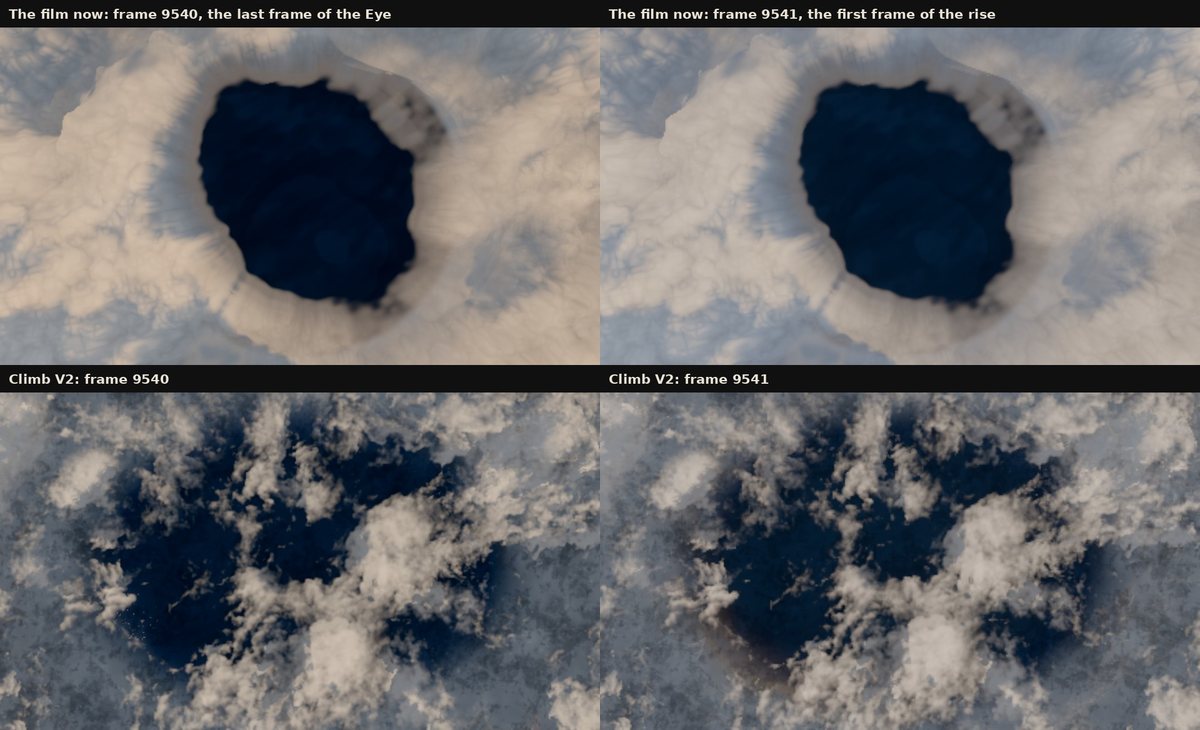 The film now: frame 9540, the last frame of the Eye
The film now: frame 9541, the first frame of the rise
Climb V2: frame 9540
Climb V2: frame 9541